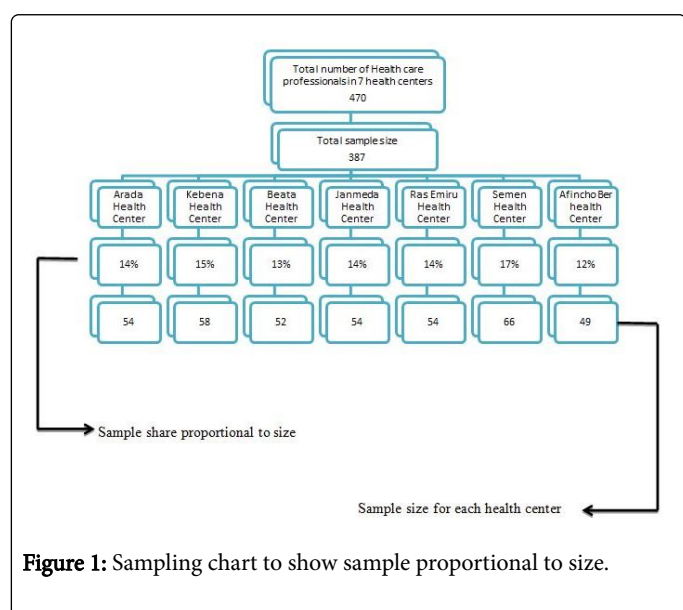 Total number of Health care
professionals in 7 health centers
470
Total sample size
387
Arada
Health
Center
Kebena
Health
Center
Beata
Health
Center
Janmeda
Health
Center
Ras Emiru
Health
Center
Semen
Health
Center
Afincho Ber
health
Center
14%
15%
13%
14%
14%
17%
12%
54
58
52
54
54
66
49
Sample share proportional to size
Sample size for each health center
Figure 1: Sampling chart to show sample proportional to size.